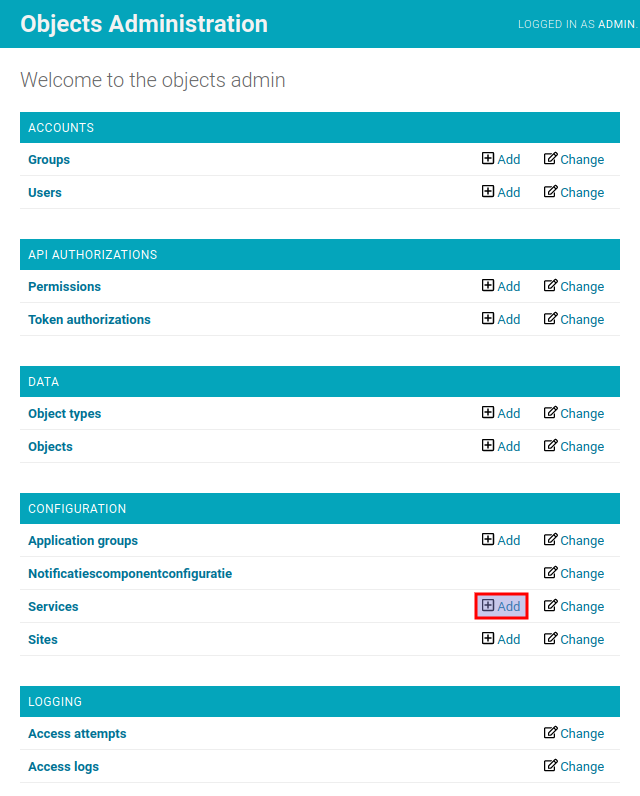 Objects Administration LOGGED IN AS ADMIN.
Welcome to the objects admin
ACCOUNTS
Groups Add Change
Users Add Change
API AUTHORIZATIONS
Permissions Add Change
Token authorizations Add Change
DATA
Object types Add Change
Objects Add Change
CONFIGURATION
Application groups Add Change
Notificatiescomponentconfiguratie Change
Services Add Change
Sites Add Change
LOGGING
Access attempts Change
Access logs Change